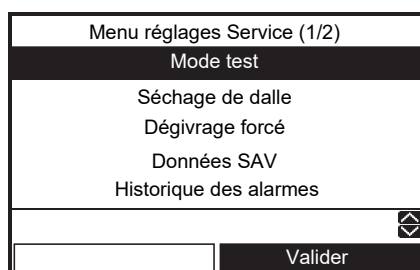 Menu réglages Service (1/2)
Mode test
Séchage de dalle
Dégivrage forcé
Données SAV
Historique des alarmes
Valider